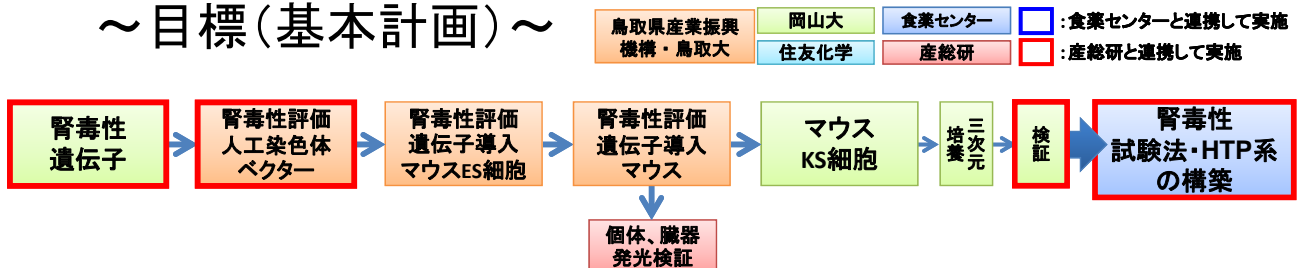 ～目標(基本計画)～
鳥取県産業振興
機構・鳥取大
岡山大
食薬センター
:食薬センターと連携して実施
住友化学
産総研
:産総研と連携して実施
腎毒性
遺伝子
腎毒性評価
人工染色体
ベクター
腎毒性評価
遺伝子導入
マウスES細胞
腎毒性評価
遺伝子導入
マウス
マウス
KS細胞
三次元
培養
検証
腎毒性
試験法・HTP系
の構築
個体、臓器
発光検証